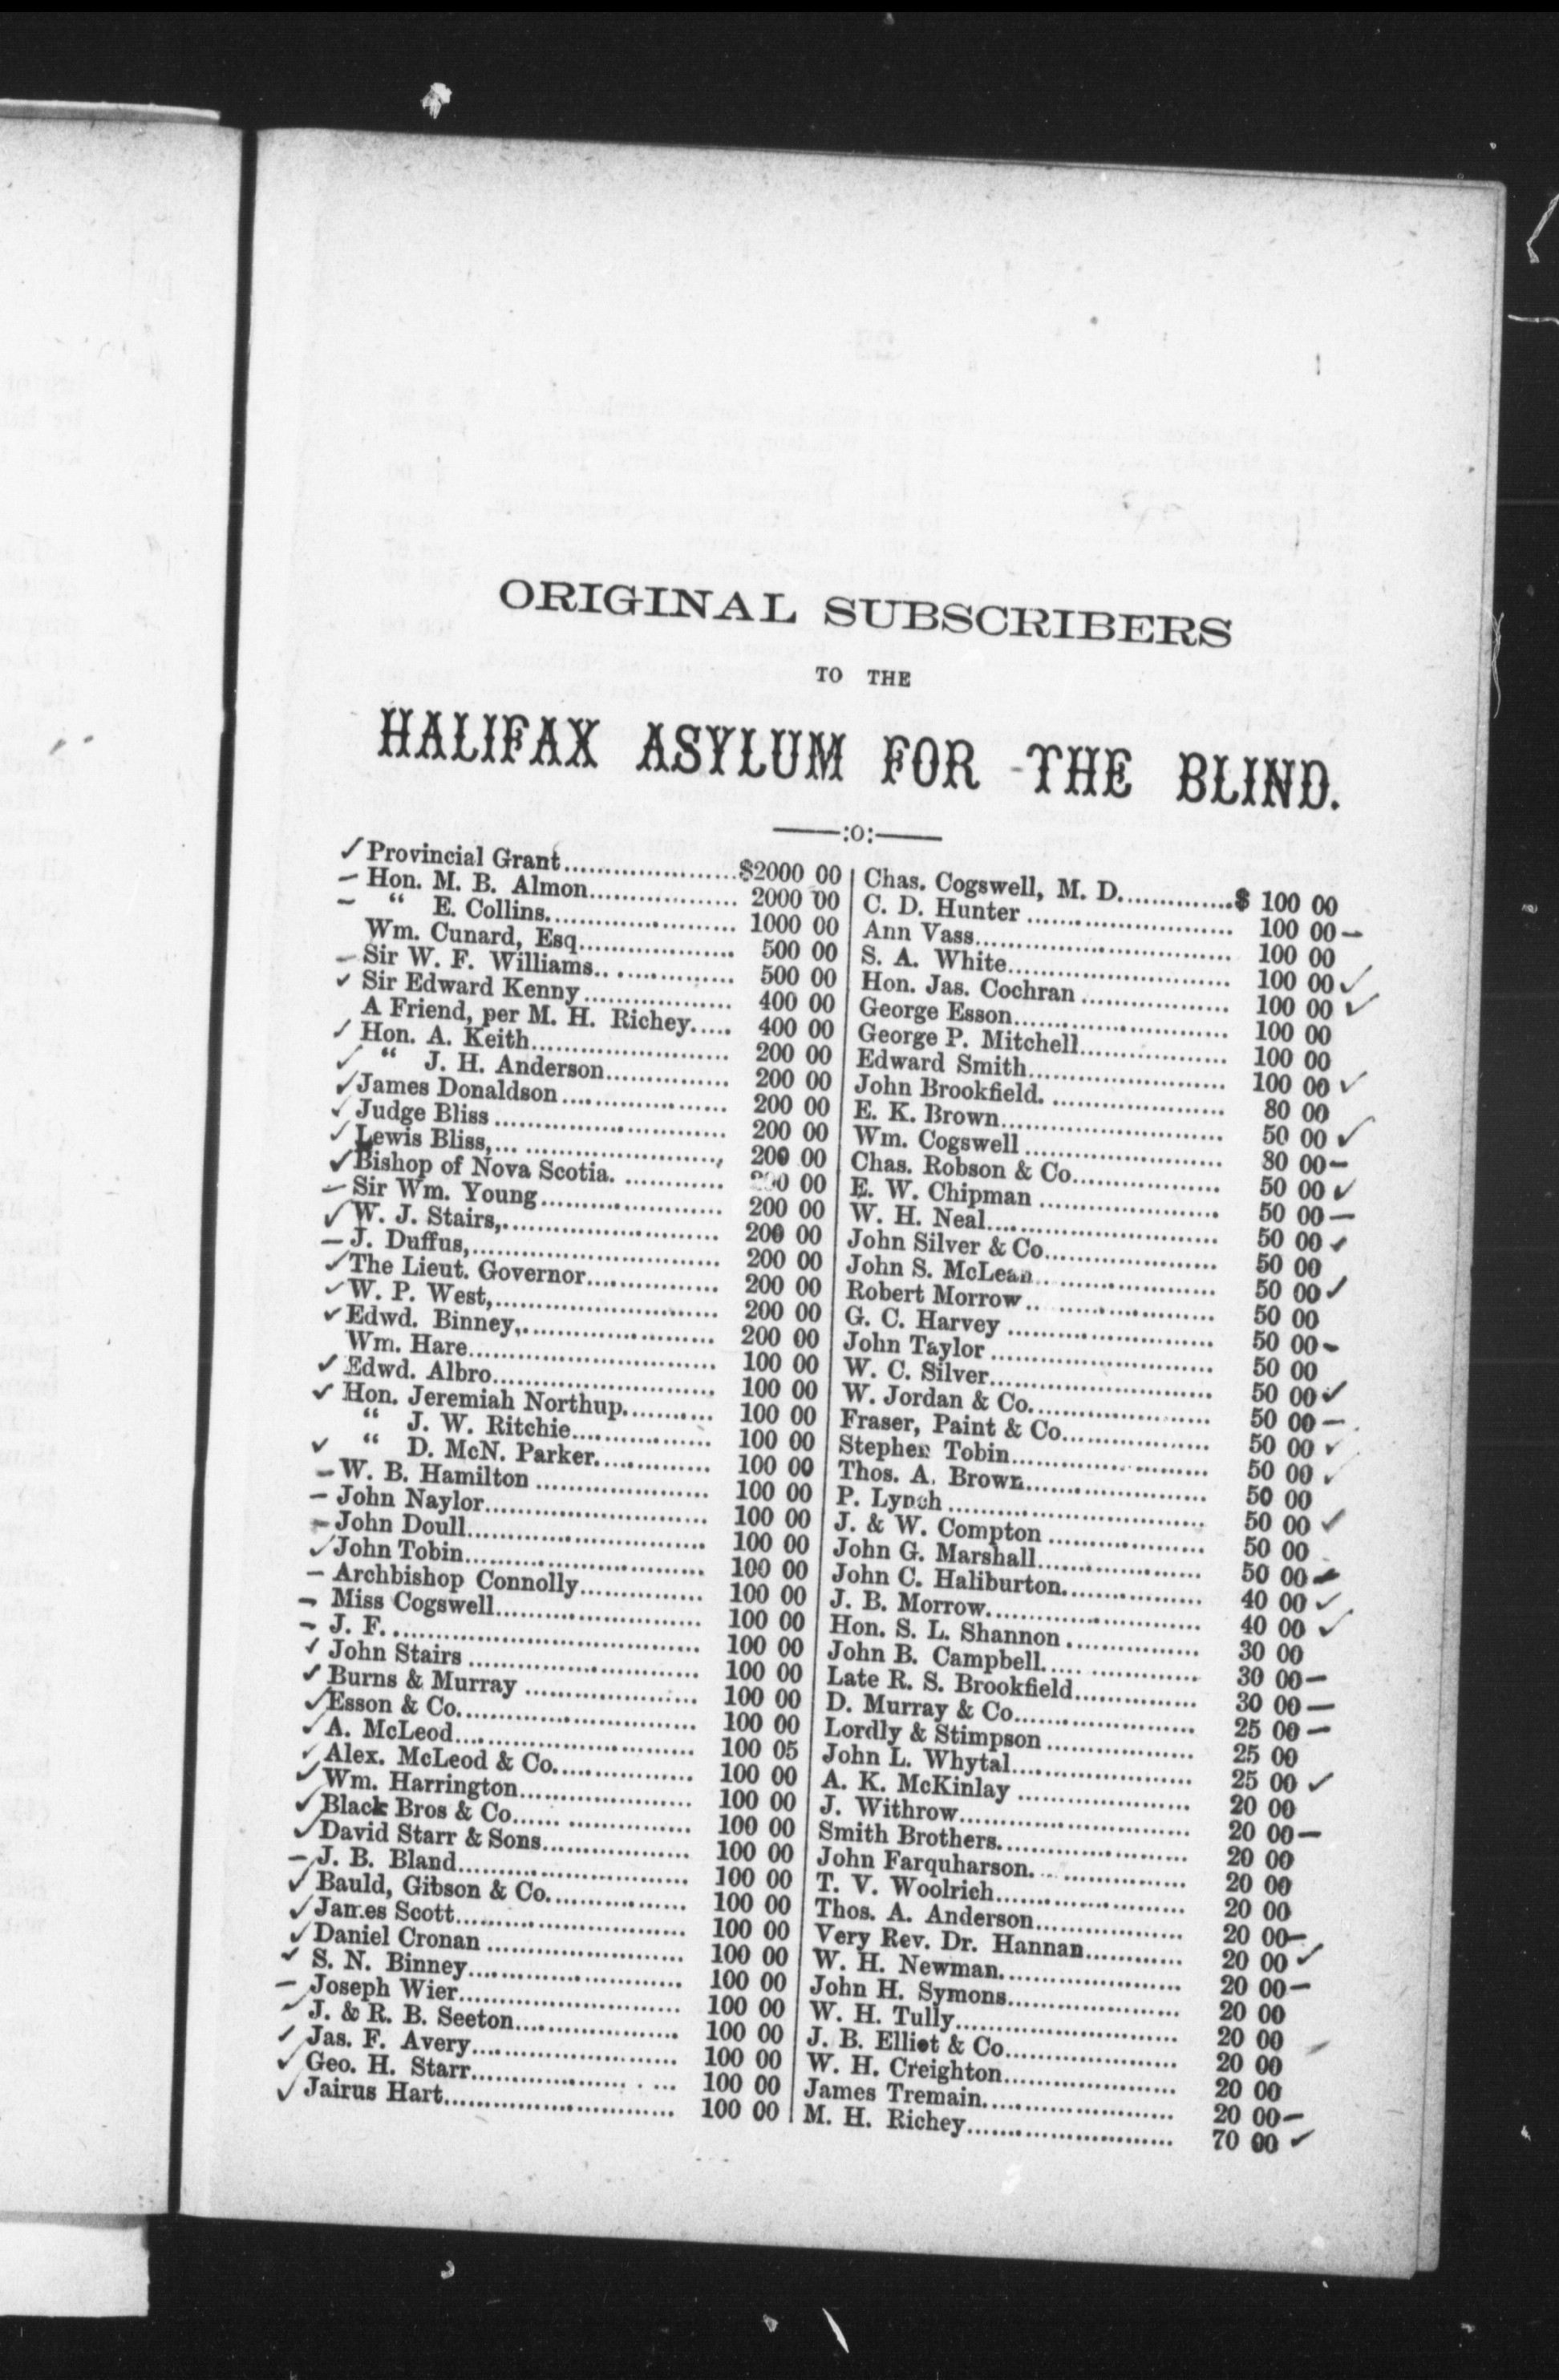 ORIGINAL SUBSCRIBERS
TO THE
HALIFAX ASYLUM FOR THE BLIND.
:o:
✓ Provincial Grant.....................$2000 00
– Hon. M. B. Almon.................. 2000 00
– “ E. Collins....................... 1000 00
Wm. Cunard, Esq................... 500 00
– Sir W. F. Williams................. 500 00
✓ Sir Edward Kenny.................. 400 00
A Friend, per M. H. Richey..... 400 00
✓ Hon. A. Keith........................ 200 00
✓ “ J. H. Anderson............... 200 00
✓ James Donaldson.................... 200 00
✓ Judge Bliss............................ 200 00
✓ Lewis Bliss,........................... 200 00
✓ Bishop of Nova Scotia. ............ 200 00
– Sir Wm. Young...................... 200 00
✓ W. J. Stairs,.......................... 200 00
– J. Duffus,.............................. 200 00
✓ The Lieut. Governor................ 200 00
✓ W. P. West,........................... 200 00
✓ Edwd. Binney,....................... 200 00
Wm. Hare.............................. 100 00
✓ Edwd. Albro........................... 100 00
✓ Hon. Jeremiah Northup........... 100 00
“ J. W. Ritchie................. 100 00
✓ “ D. McN. Parker.............. 100 00
– W. B. Hamilton..................... 100 00
– John Naylor........................... 100 00
– John Doull............................. 100 00
✓ John Tobin............................. 100 00
– Archbishop Connolly............... 100 00
– Miss Cogswell......................... 100 00
– J. F...................................... 100 00
✓ John Stairs............................ 100 00
✓ Burns & Murray..................... 100 00
✓ Esson & Co............................ 100 00
✓ A. McLeod............................. 100 05
✓ Alex. McLeod & Co................. 100 00
✓ Wm. Harrington..................... 100 00
✓ Black Bros & Co..................... 100 00
✓ David Starr & Sons.................. 100 00
– J. B. Bland............................ 100 00
✓ Bauld, Gibson & Co................. 100 00
✓ James Scott............................ 100 00
✓ Daniel Cronan........................ 100 00
✓ S. N. Binney.......................... 100 00
– Joseph Wier........................... 100 00
✓ J. & R. B. Seeton.................... 100 00
✓ Jas. F. Avery......................... 100 00
✓ Geo. H. Starr......................... 100 00
✓ Jairus Hart............................ 100 00
Chas. Cogswell, M. D..............$ 100 00
C. D. Hunter......................... 100 00 –
Ann Vass............................... 100 00
S. A. White........................... 100 00 ✓
Hon. Jas. Cochran.................. 100 00 ✓
George Esson......................... 100 00
George P. Mitchell.................. 100 00
Edward Smith........................ 100 00 ✓
John Brookfield. .................... 80 00
E. K. Brown.......................... 50 00 ✓
Wm. Cogswell........................ 80 00 –
Chas. Robson & Co.................. 50 00 ✓
E. W. Chipman...................... 50 00 –
W. H. Neal............................ 50 00 ✓
John Silver & Co.................... 50 00
John S. McLean..................... 50 00 ✓
Robert Morrow...................... 50 00
G. C. Harvey......................... 50 00 –
John Taylor........................... 50 00
W. C. Silver.......................... 50 00 ✓
W. Jordan & Co..................... 50 00 –
Fraser, Paint & Co.................. 50 00 ✓
Stephen Tobin....................... 50 00 ✓
Thos. A. Brown...................... 50 00
P. Lynch............................... 50 00 ✓
J. & W. Compton................... 50 00
John G. Marshall.................... 50 00 –
John C. Haliburton................. 40 00 ✓
J. B. Morrow......................... 40 00 ✓
Hon. S. L. Shannon................ 30 00
John B. Campbell................... 30 00 –
Late R. S. Brookfield............... 30 00 –
D. Murray & Co..................... 25 00 –
Lordly & Stimpson.................. 25 00
John L. Whytal...................... 25 00 ✓
A. K. McKinlay..................... 20 00
J. Withrow............................ 20 00 –
Smith Brothers....................... 20 00
John Farquharson................... 20 00
T. V. Woolrich....................... 20 00
Thos. A. Anderson.................. 20 00 –
Very Rev. Dr. Hannan............ 20 00 ✓
W. H. Newman...................... 20 00 –
John H. Symons..................... 20 00
W. H. Tully........................... 20 00
J. B. Elliot & Co.................... 20 00
W. H. Creighton.................... 20 00
James Tremain....................... 20 00 –
M. H. Richey......................... 70 00 ✓